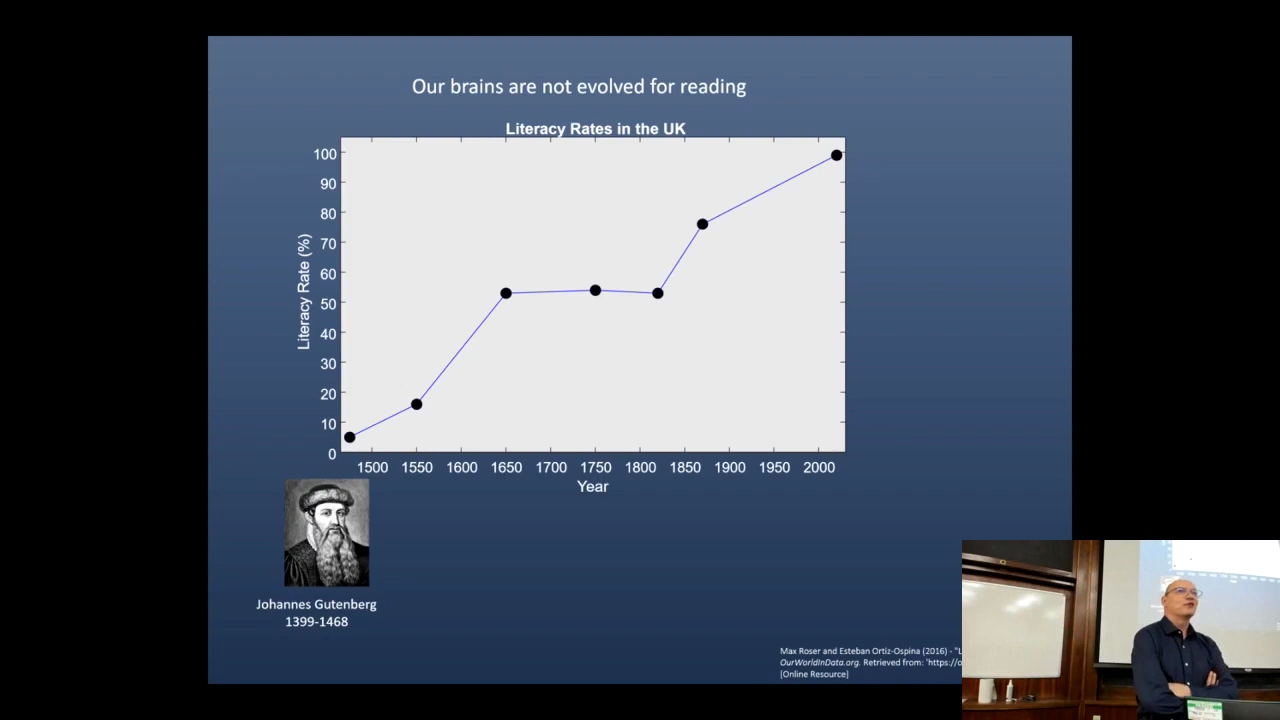 Our brains are not evolved for reading
Literacy Rates in the UK
100
90
80
70
60
50
40
30
20
10
0
Literacy Rate (%)
1500 1550 1600 1650 1700 1750 1800 1850 1900 1950 2000
Year
Johannes Gutenberg
1399-1468
Max Roser and Esteban Ortiz-Ospina (2016) - "L
OurWorldInData.org. Retrieved from: 'https://o
[Online Resource]